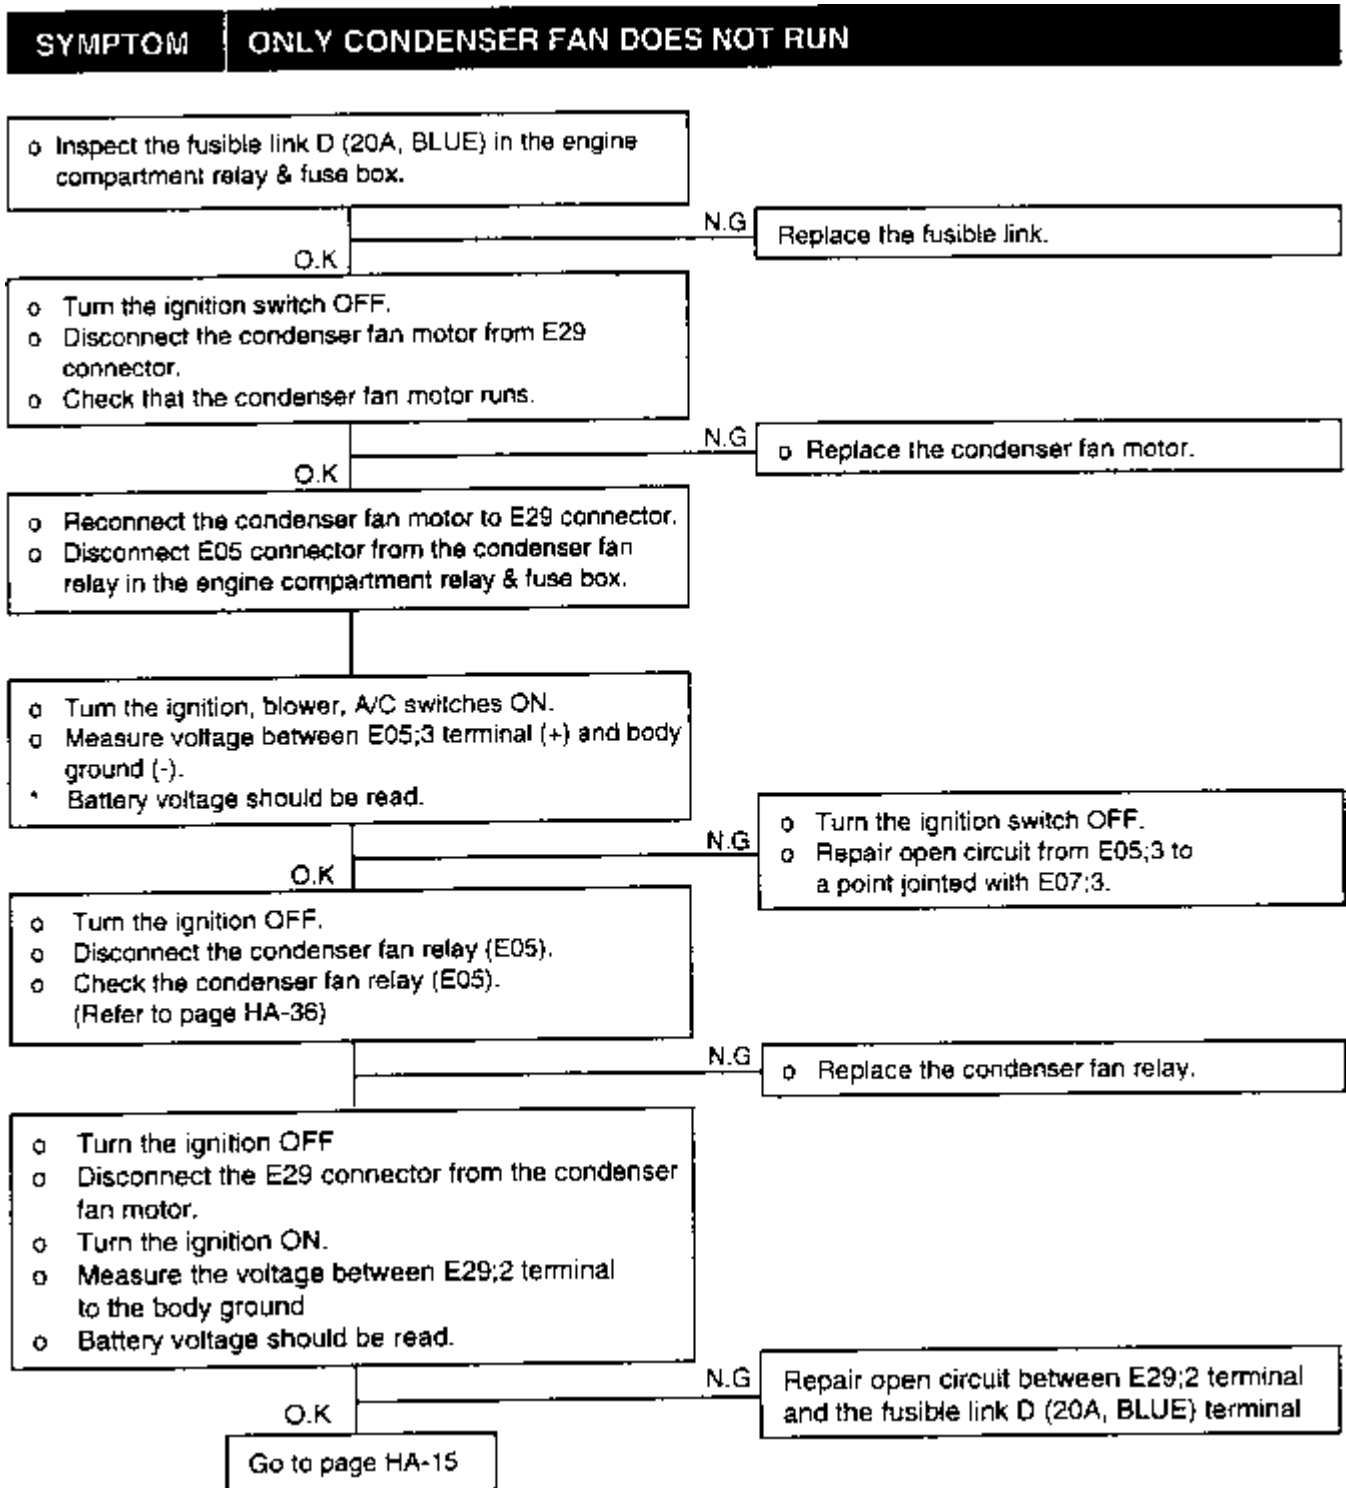 SYMPTOM ONLY CONDENSER FAN DOES NOT RUN
o Inspect the fusible link D (20A, BLUE) in the engine
compartment relay & fuse box.
N.G
Replace the fusible link.
O.K
o Turn the ignition switch OFF.
o Disconnect the condenser fan motor from E29
connector.
o Check that the condenser fan motor runs.
N.G
o Replace the condenser fan motor.
O.K
o Reconnect the condenser fan motor to E29 connector.
o Disconnect E05 connector from the condenser fan
relay in the engine compartment relay & fuse box.
o Turn the ignition, blower, A/C switches ON.
o Measure voltage between E05;3 terminal (+) and body
ground (-).
* Battery voltage should be read.
N.G
o Turn the ignition switch OFF.
o Repair open circuit from E05;3 to
a point jointed with E07;3.
O.K
o Turn the ignition OFF.
o Disconnect the condenser fan relay (E05).
o Check the condenser fan relay (E05).
(Refer to page HA-36)
N.G
o Replace the condenser fan relay.
o Turn the ignition OFF
o Disconnect the E29 connector from the condenser
fan motor.
o Turn the ignition ON.
o Measure the voltage between E29;2 terminal
to the body ground
o Battery voltage should be read.
N.G
Repair open circuit between E29;2 terminal
and the fusible link D (20A, BLUE) terminal
O.K
Go to page HA-15